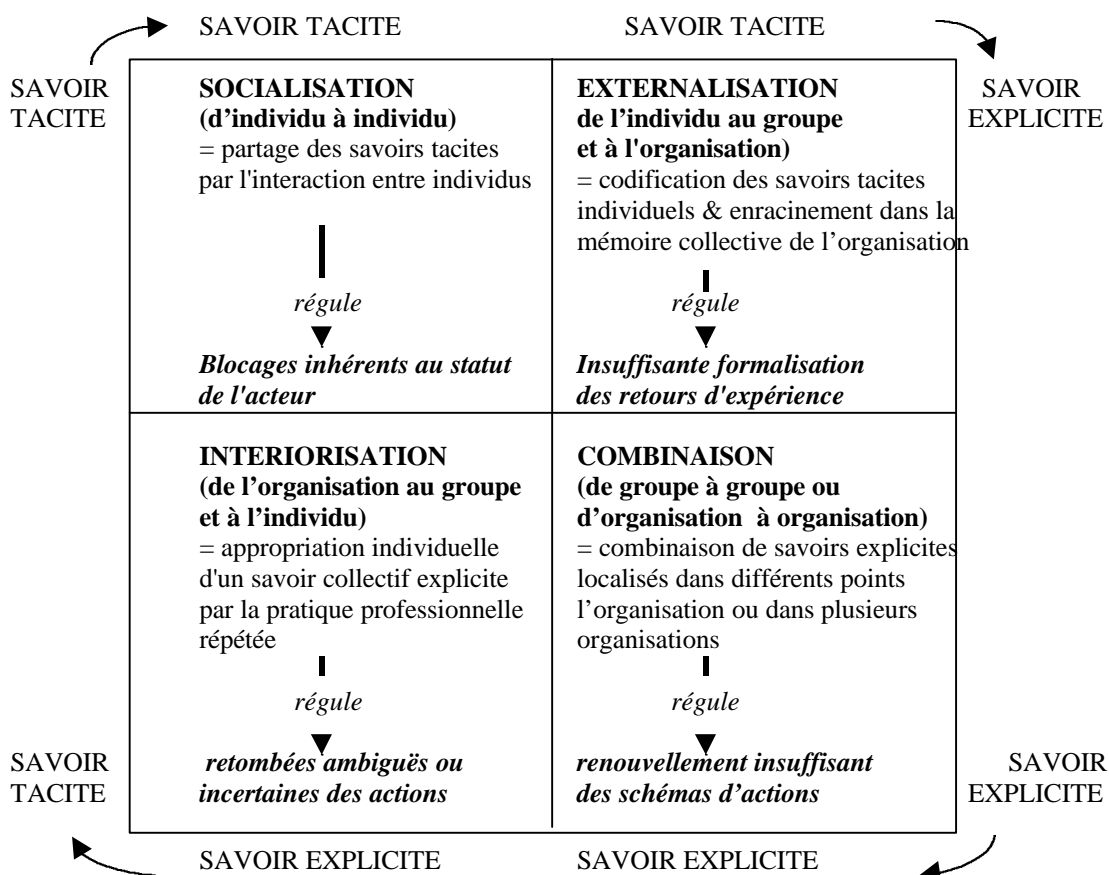 SAVOIR TACITE
SAVOIR TACITE
SAVOIR
TACITE
SAVOIR
EXPLICITE
SOCIALISATION
(d’individu à individu)
= partage des savoirs tacites
par l'interaction entre individus
régule
Blocages inhérents au statut
de l'acteur
EXTERNALISATION
de l’individu au groupe
et à l'organisation)
= codification des savoirs tacites
individuels & enracinement dans la
mémoire collective de l’organisation
régule
Insuffisante formalisation
des retours d'expérience
INTERIORISATION
(de l’organisation au groupe
et à l’individu)
= appropriation individuelle
d'un savoir collectif explicite
par la pratique professionnelle
répétée
régule
retombées ambiguës ou
incertaines des actions
COMBINAISON
(de groupe à groupe ou
d’organisation à organisation)
= combinaison de savoirs explicites
localisés dans différents points
l’organisation ou dans plusieurs
organisations
régule
renouvellement insuffisant
des schémas d’actions
SAVOIR
TACITE
SAVOIR
EXPLICITE
SAVOIR EXPLICITE
SAVOIR EXPLICITE